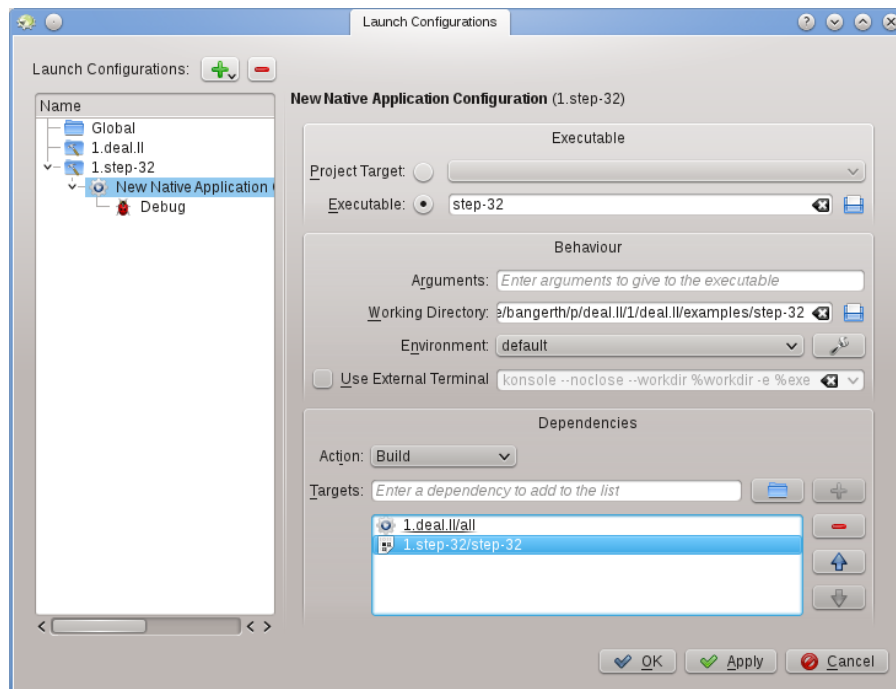 Launch Configurations
Launch Configurations:
Name
Global
1.deal.II
1.step-32
New Native Application
Debug
New Native Application Configuration (1.step-32)
Executable
Project Target:
Executable: step-32
Behaviour
Arguments: Enter arguments to give to the executable
Working Directory: e/bangerth/p/deal.II/1/deal.II/examples/step-32
Environment: default
Use External Terminal konsole --noclose --workdir %workdir -e %exe
Dependencies
Action: Build
Targets: Enter a dependency to add to the list
1.deal.II/all
1.step-32/step-32
OK Apply Cancel